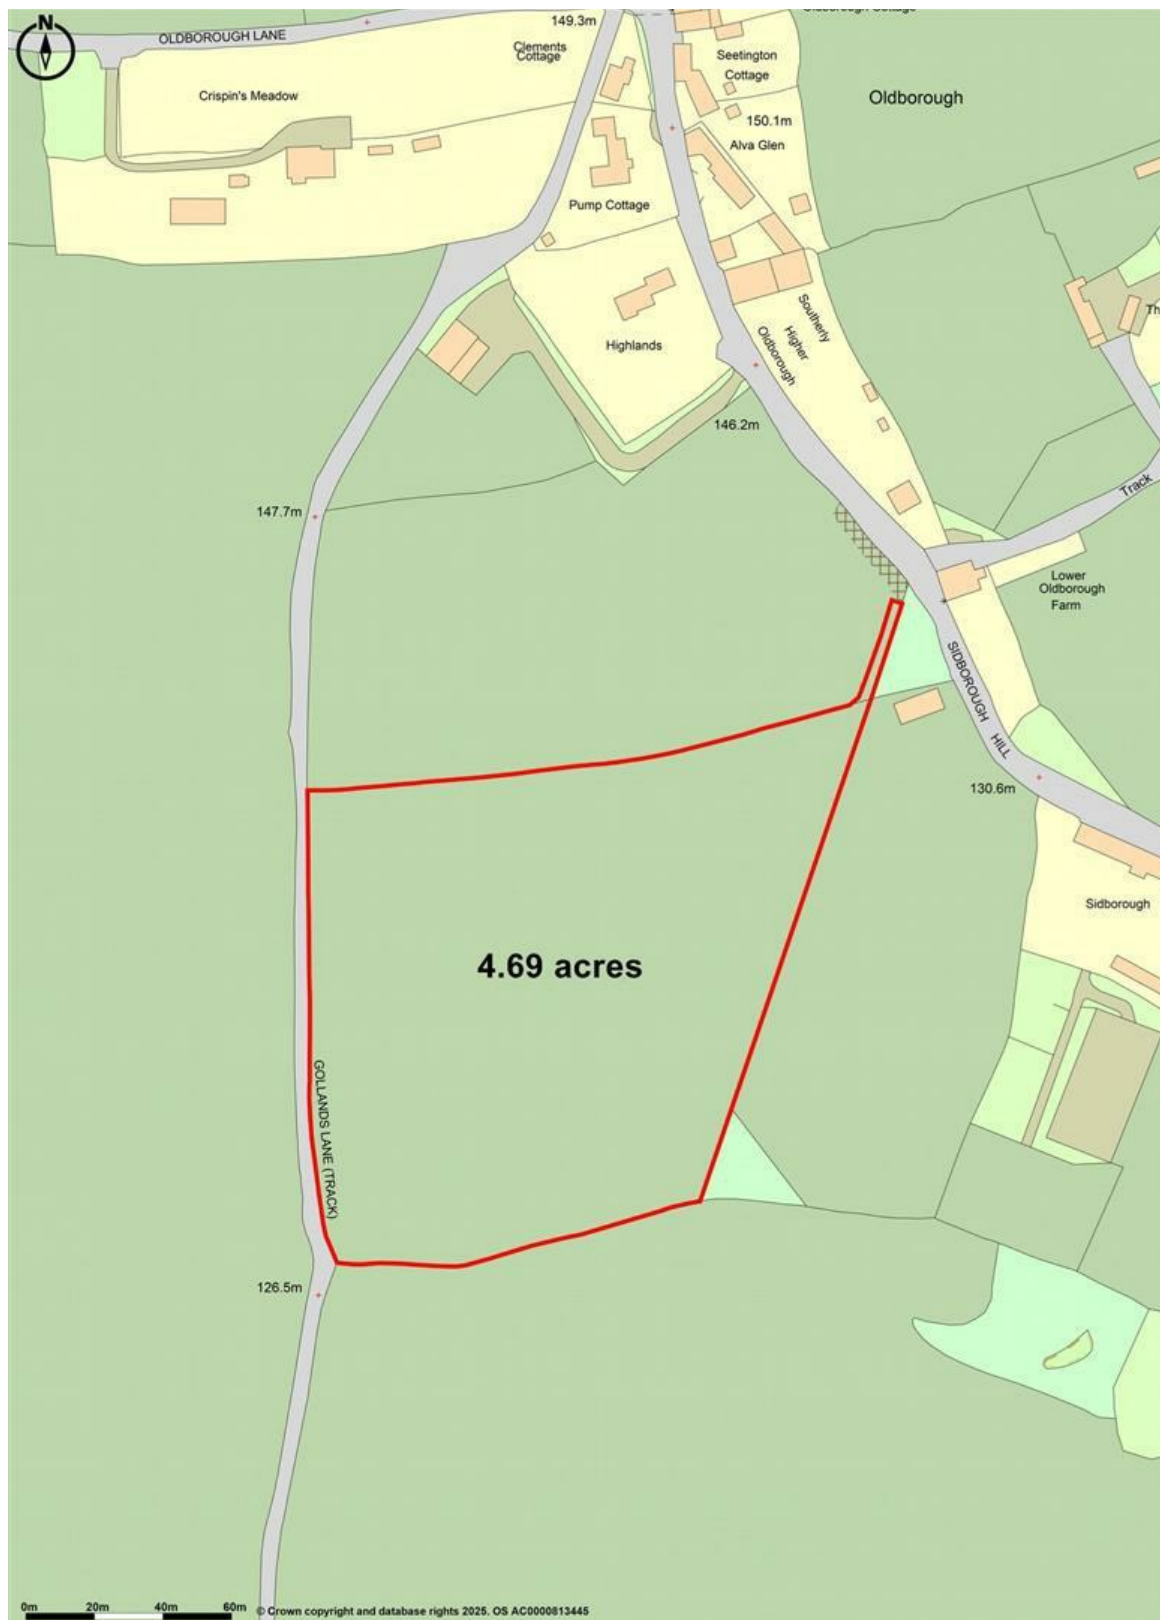 N
149.3m
OLDBOROUGH LANE
Clements
Cottage
Seetington
Cottage
Crispin's Meadow
Oldborough
150.1m
Alva Glen
Pump Cottage
Th
Southerly
Higher
Oldborough
Highlands
146.2m
147.7m
Track
Lower
Oldborough
Farm
SIDBOROUGH HILL
130.6m
Sidborough
4.69 acres
GOLLANDS LANE (TRACK)
126.5m
0m 20m 40m 60m © Crown copyright and database rights 2025. OS AC0000813445